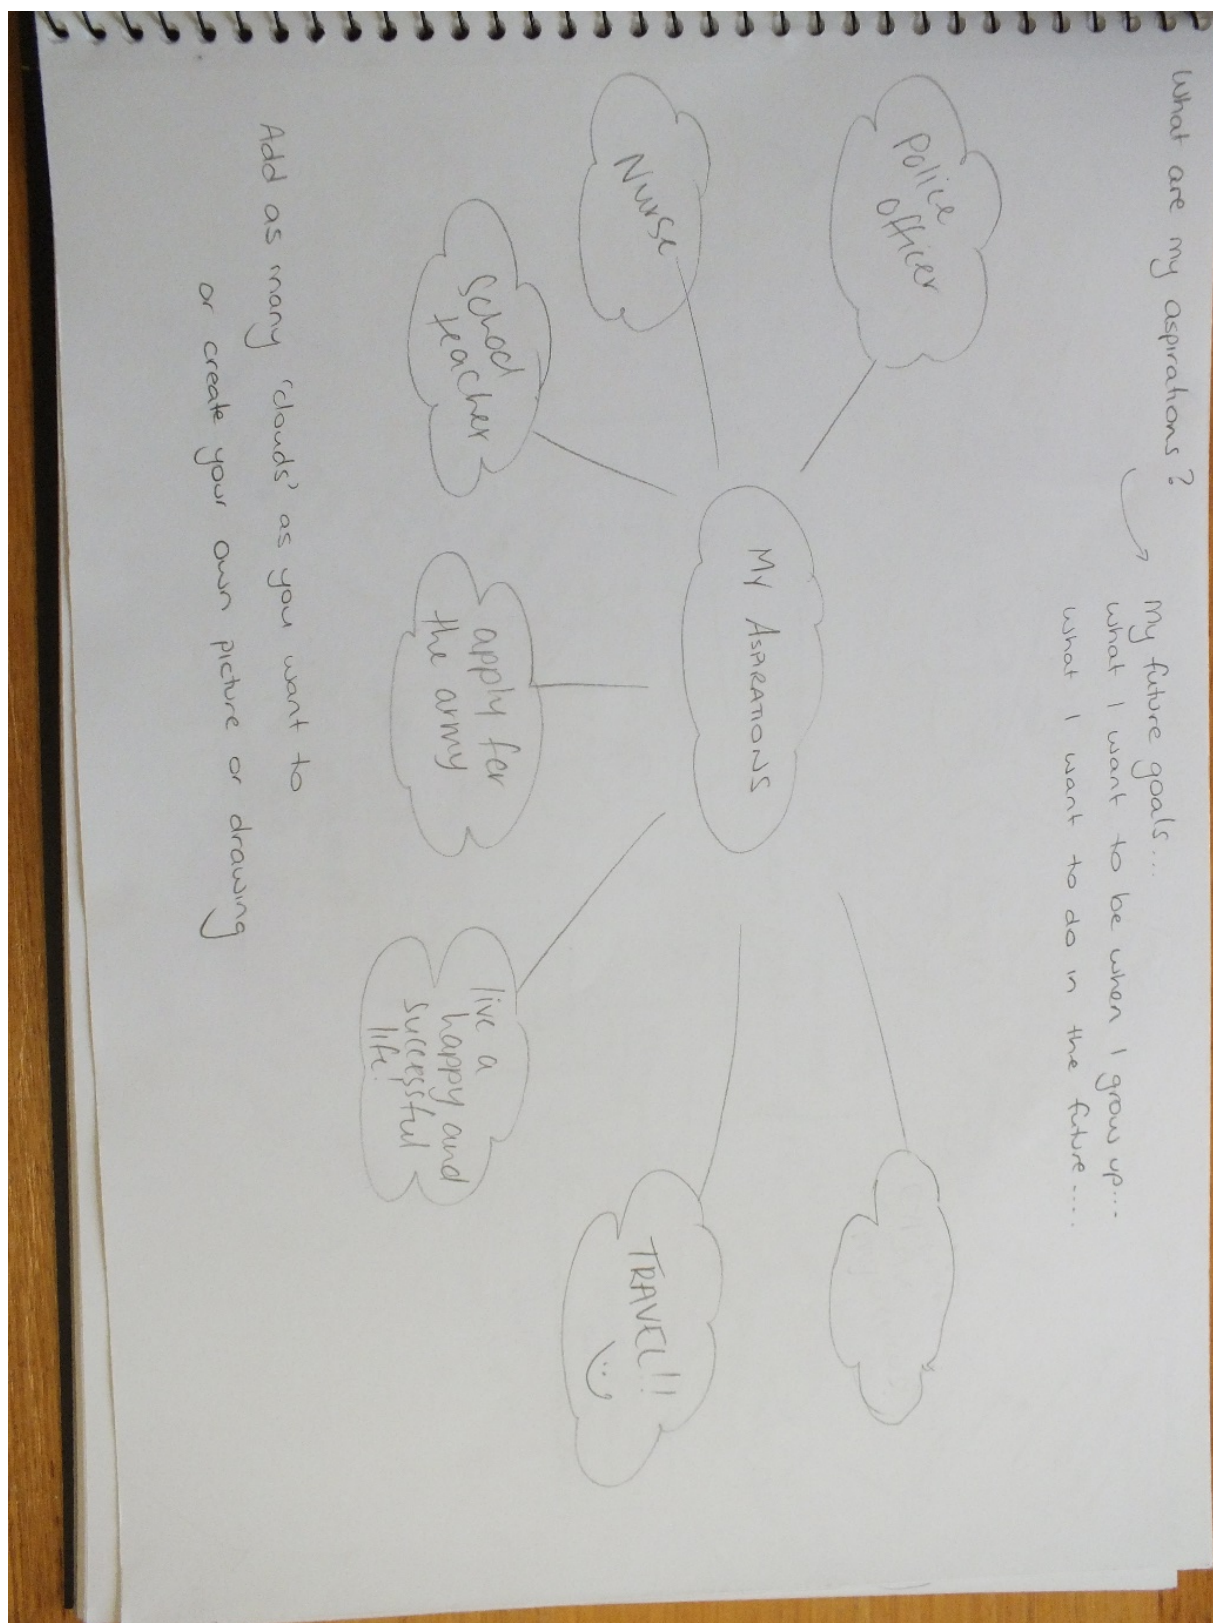 What are my aspirations?
My future goals...
what I want to be when I grow up...
what I want to do in the future.....
Police
Officer
Nurse
School
teacher
MY ASPIRATIONS
apply for
the army
live a
happy and
successful
life!
TRAVEL!!
Add as many 'clouds' as you want to
or create your own picture or drawing